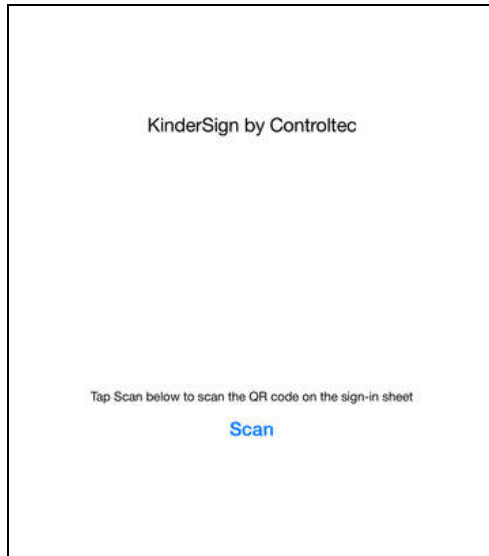 KinderSign by Controltec
Tap Scan below to scan the QR code on the sign-in sheet
Scan